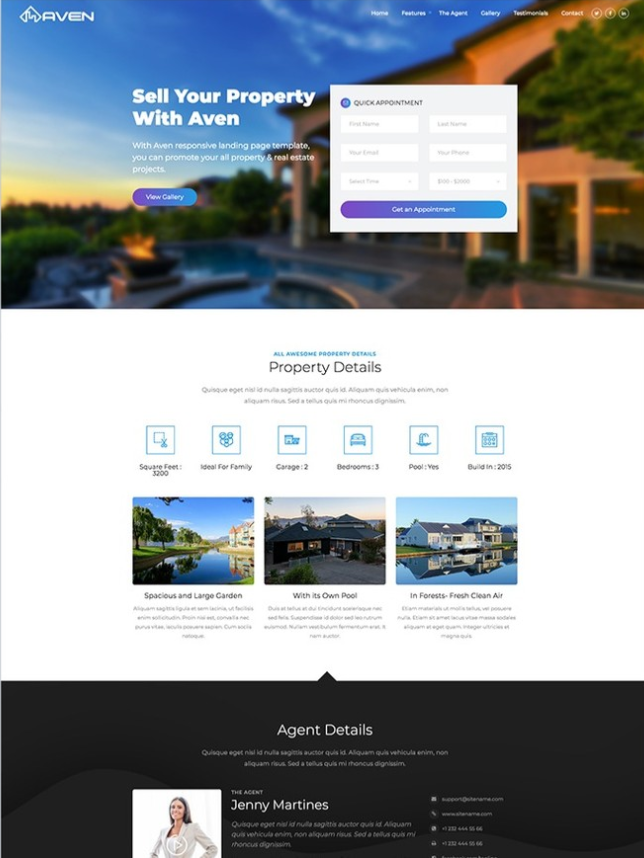 AVEN
Home Features The Agent Gallery Testimonials Contact
Sell Your Property
With Aven
With Aven responsive landing page template,
you can promote your all property & real estate
projects.
View Gallery
QUICK APPOINTMENT
First Name Last Name
Your Email Your Phone
Select Time $100 - $2000
Get an Appointment
ALL AWESOME PROPERTY DETAILS
Property Details
Quisque eget nisl id nulla sagittis auctor quis id. Aliquam quis vehicula enim, non
aliquam risus. Sed a tellus quis mi rhoncus dignissim.
Square Feet :
3200
Ideal For Family
Garage : 2
Bedrooms : 3
Pool : Yes
Build In : 2015
Spacious and Large Garden
Aliquam sagittis ligula et sem lacinia, ut facilisis
enim sollicitudin. Proin nisi est, convallis nec
purus vitae, iaculis posuere sapien. Cum sociis
natoque.
With its Own Pool
Duis at tellus at dui tincidunt scelerisque nec
sed felis. Suspendisse id dolor sed leo rutrum
euismod. Nullam vestibulum fermentum erat, it
nam auctor.
In Forests- Fresh Clean Air
Etiam materials ut mollis tellus, vel posuere
nulla. Etiam sit amet lacus vitae massa sodales
aliquam at eget quam. Integer ultricies et
magna quis.
Agent Details
Quisque eget nisl id nulla sagittis auctor quis id. Aliquam quis vehicula enim, non
aliquam risus. Sed a tellus quis mi rhoncus dignissim.
THE AGENT
Jenny Martines
Quisque eget nisl id nulla sagittis auctor quis id. Aliquam
quis vehicula enim, non aliquam risus. Sed a tellus quis mi
rhoncus dignissim.
support@sitename.com
www.sitename.com
+1 232 444 55 66
+1 232 444 55 66